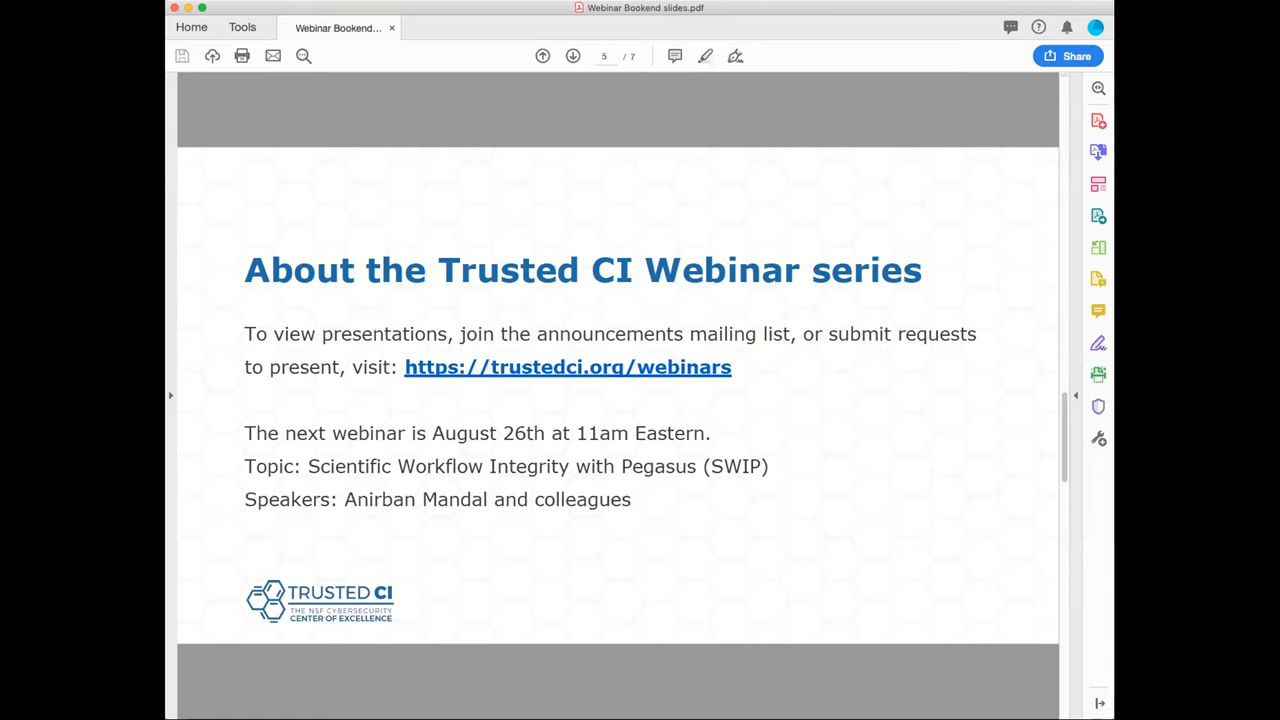 Webinar Bookend slides.pdf
Home Tools Webinar Bookend... ×
5 / 7 Share
About the Trusted CI Webinar series
To view presentations, join the announcements mailing list, or submit requests
to present, visit: https://trustedci.org/webinars
The next webinar is August 26th at 11am Eastern.
Topic: Scientific Workflow Integrity with Pegasus (SWIP)
Speakers: Anirban Mandal and colleagues
TRUSTED CI
THE NSF CYBERSECURITY
CENTER OF EXCELLENCE